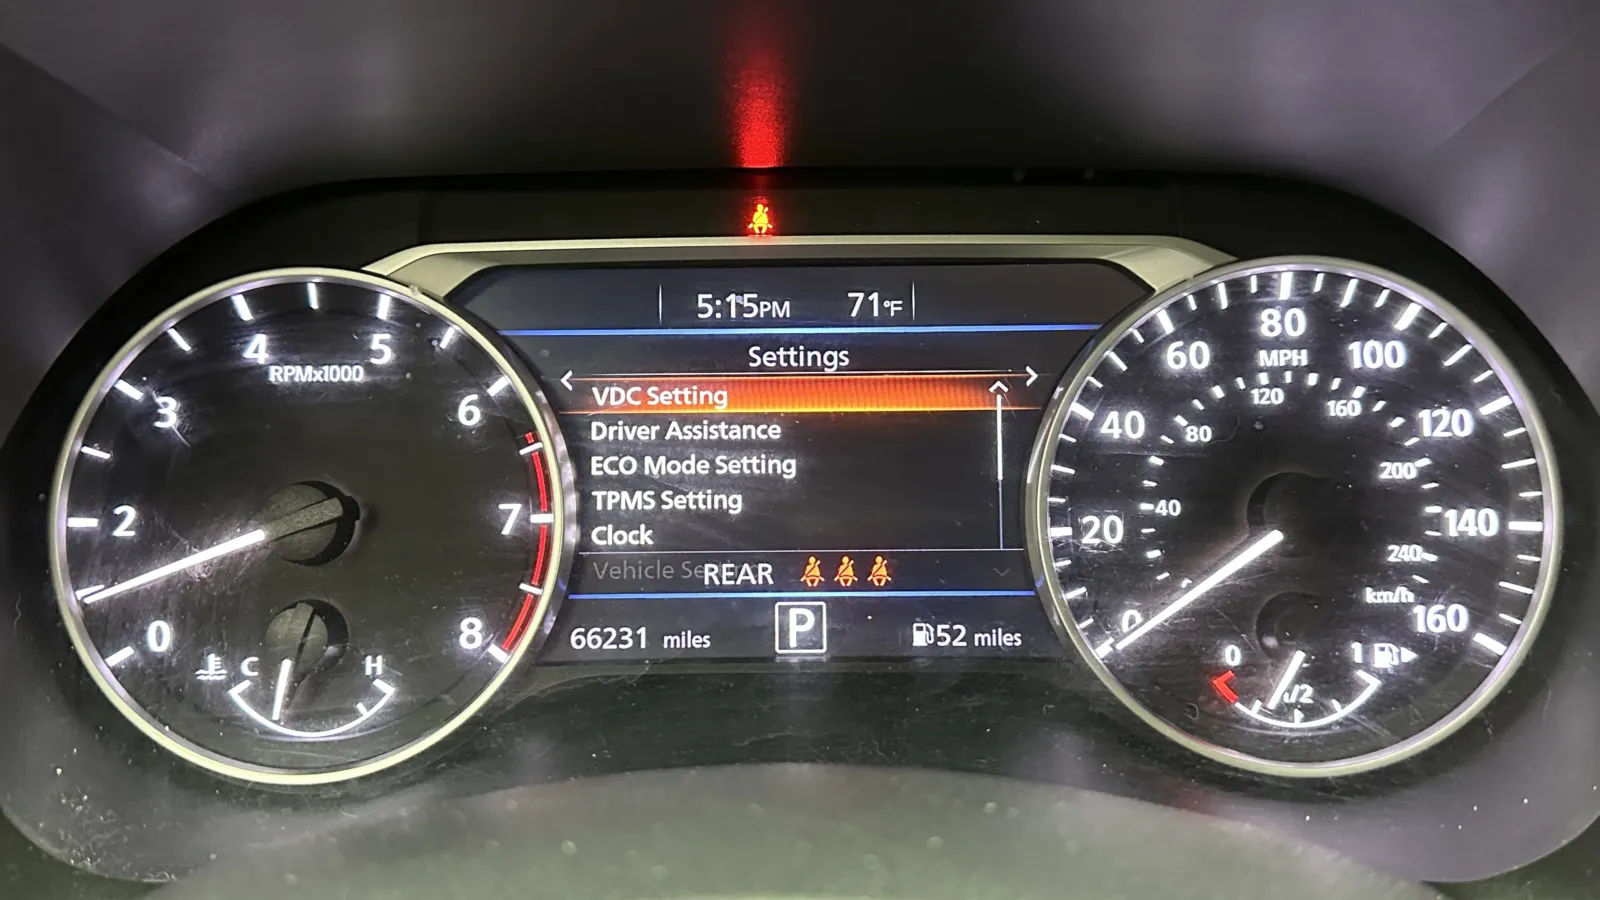 5:15PM 71°F
Settings
VDC Setting
Driver Assistance
ECO Mode Setting
TPMS Setting
Clock
Vehicle Se
REAR
66231 miles
P
52 miles
0
2
3
4
5
6
7
8
RPMx1000
C H
0
20
40
60
80
100
120
140
160
MPH
40
80
120
160
200
240
km/h
0 1/2 1